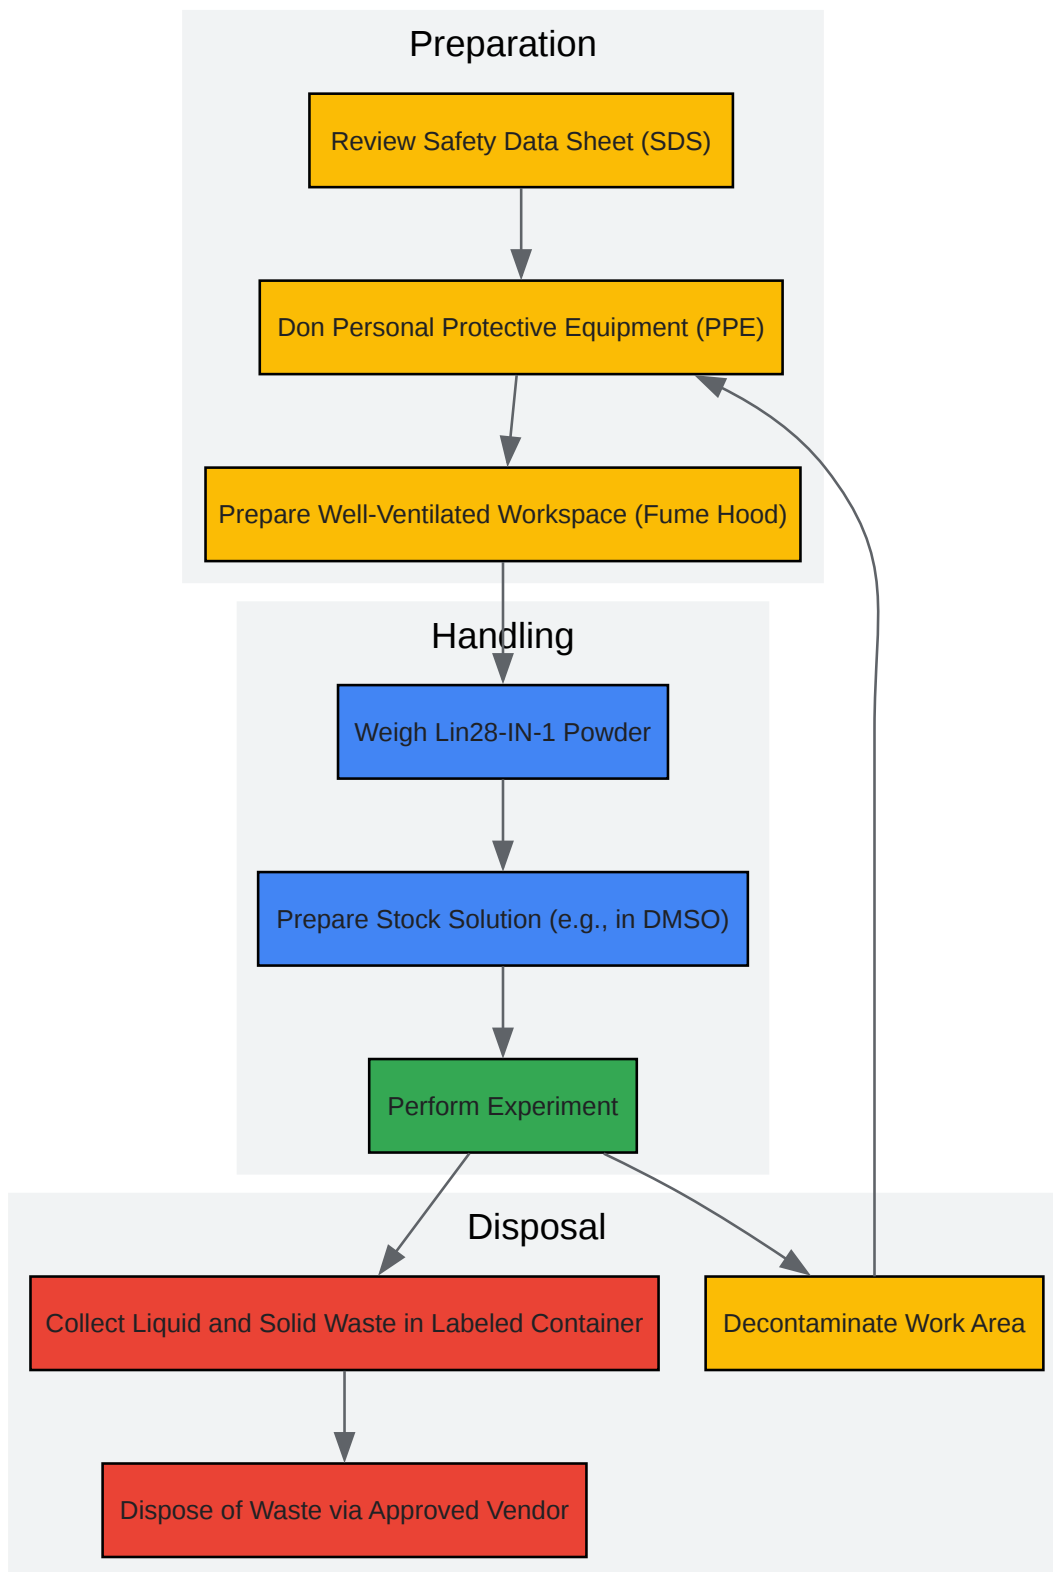 Preparation
Review Safety Data Sheet (SDS)
Don Personal Protective Equipment (PPE)
Prepare Well-Ventilated Workspace (Fume Hood)
Handling
Weigh Lin28-IN-1 Powder
Prepare Stock Solution (e.g., in DMSO)
Perform Experiment
Disposal
Collect Liquid and Solid Waste in Labeled Container
Decontaminate Work Area
Dispose of Waste via Approved Vendor